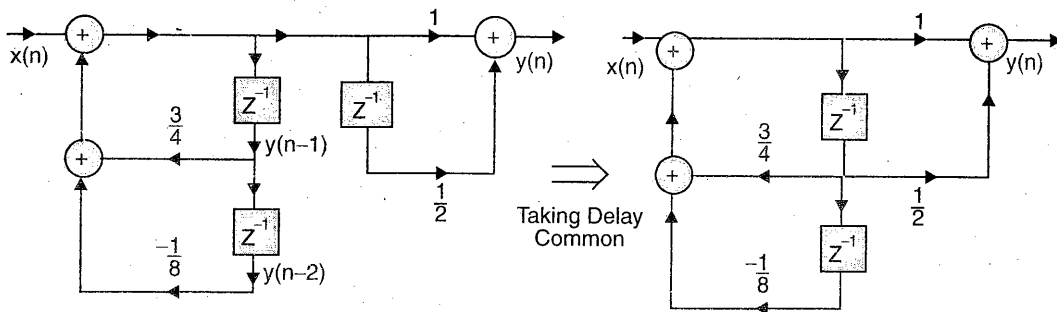 x(n)
+
1
+
y(n)
Z⁻¹
Z⁻¹
3/4
y(n–1)
+
1/2
Z⁻¹
–1/8
y(n–2)
⇒
Taking Delay
Common
x(n)
+
1
+
y(n)
Z⁻¹
3/4
+
1/2
Z⁻¹
–1/8